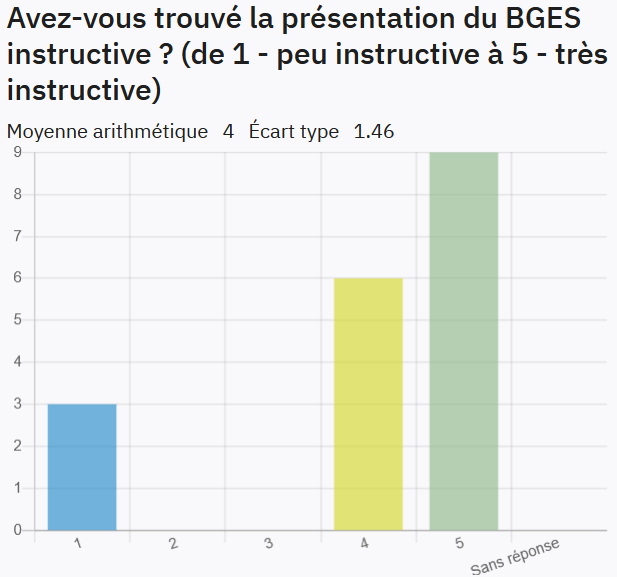 Avez-vous trouvé la présentation du BGES
instructive ? (de 1 - peu instructive à 5 - très
instructive)
Moyenne arithmétique 4 Écart type 1.46
9
8
7
6
5
4
3
2
1
0
1 2 3 4 5 Sans réponse